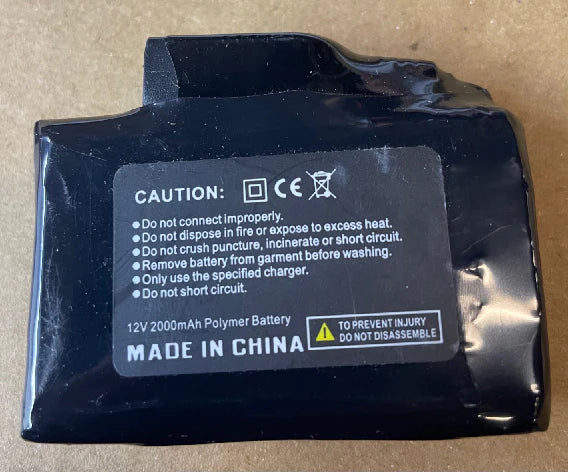 CAUTION: CE
●Do not connect improperly.
●Do not dispose in fire or expose to excess heat.
●Do not crush puncture, incinerate or short circuit.
●Remove battery from garment before washing.
●Only use the specified charger.
●Do not short circuit.
12V 2000mAh Polymer Battery
MADE IN CHINA
TO PREVENT INJURY
DO NOT DISASSEMBLE